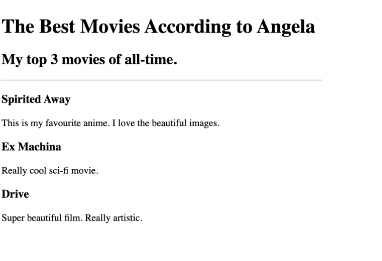 The Best Movies According to Angela
My top 3 movies of all-time.
Spirited Away
This is my favourite anime. I love the beautiful images.
Ex Machina
Really cool sci-fi movie.
Drive
Super beautiful film. Really artistic.